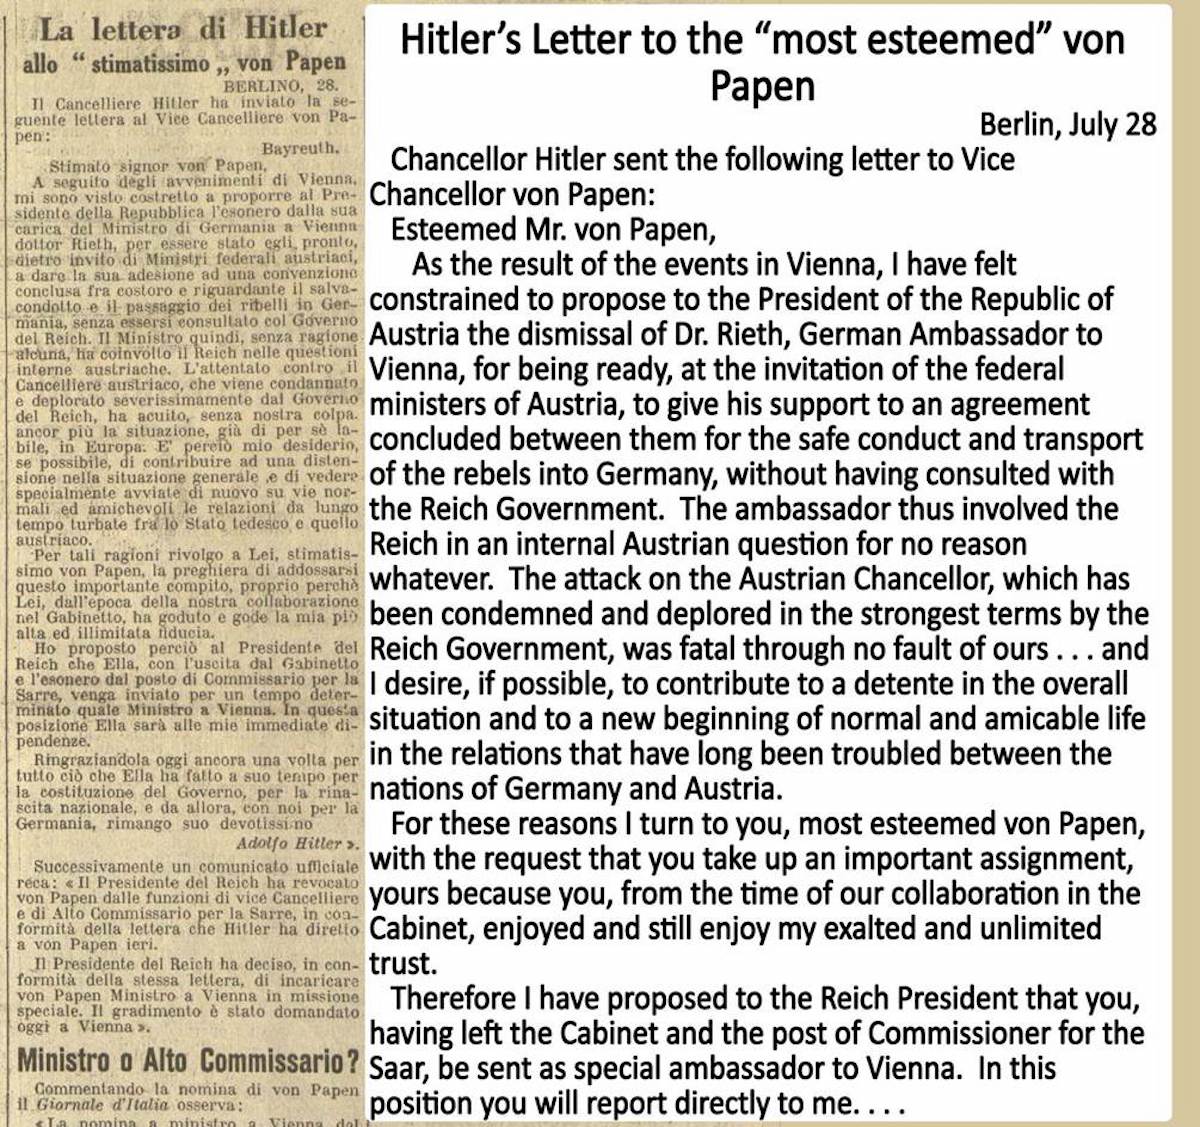 La lettera di Hitler
allo “ stimatissimo „ von Papen
BERLINO, 28.
Il Cancelliere Hitler ha inviato la se-
guente lettera al Vice Cancelliere von Pa-
pen:
Bayreuth.
Stimato signor von Papen,
A seguito degli avvenimenti di Vienna,
mi sono visto costretto a proporre al Pre-
sidente della Repubblica l'esonero dalla sua
carica del Ministro di Germania a Vienna
dottor Rieth, per essere stato egli, pronto,
dietro invito di Ministri federali austriaci,
a dare la sua adesione ad una convenzione
conclusa fra costoro e riguardante il salva-
condotto e il passaggio dei ribelli in Ger-
mania, senza essersi consultato col Governo
del Reich. Il Ministro quindi, senza ragione
alcuna, ha coinvolto il Reich nelle questioni
interne austriache. L'attentato contro il
Cancelliere austriaco, che viene condannato
e deplorato severissimamente dal Governo
del Reich, ha acuito, senza nostra colpa.
ancor più la situazione, già di per sè la-
bile, in Europa. E' perciò mio desiderio,
se possibile, di contribuire ad una disten-
sione nella situazione generale e di vedere
specialmente avviate di nuovo su vie nor-
mali ed amichevoli le relazioni da lungo
tempo turbate fra lo Stato tedesco e quello
austriaco.
Per tali ragioni rivolgo a Lei, stimatis-
simo von Papen, la preghiera di addossarsi
questo importante compito, proprio perchè
Lei, dall'epoca della nostra collaborazione
nel Gabinetto, ha goduto e gode la mia più
alta ed illimitata fiducia.
Ho proposto perciò al Presidente del
Reich che Ella, con l'uscita dal Gabinetto
e l'esonero dal posto di Commissario per la
Sarre, venga inviato per un tempo deter-
minato quale Ministro a Vienna. In questa
posizione Ella sarà alle mie immediate di-
pendenze.
Ringraziandola oggi ancora una volta per
tutto ciò che Ella ha fatto a suo tempo per
la costituzione del Governo, per la rina-
scita nazionale, e da allora, con noi per la
Germania, rimango suo devotissimo
Adolfo Hitler ».
Successivamente un comunicato ufficiale
reca: « Il Presidente del Reich ha revocato
von Papen dalle funzioni di vice Cancelliere
e di Alto Commissario per la Sarre, in con-
formità della lettera che Hitler ha diretto
a von Papen ieri.
Il Presidente del Reich ha deciso, in con-
formità della stessa lettera, di incaricare
von Papen Ministro a Vienna in missione
speciale. Il gradimento è stato domandato
oggi a Vienna ».
Ministro o Alto Commissario?
Commentando la nomina di von Papen
il Giornale d'Italia osserva:
«La nomina a ministro a Vienna del
Hitler’s Letter to the “most esteemed” von
Papen
Berlin, July 28
Chancellor Hitler sent the following letter to Vice
Chancellor von Papen:
Esteemed Mr. von Papen,
As the result of the events in Vienna, I have felt
constrained to propose to the President of the Republic of
Austria the dismissal of Dr. Rieth, German Ambassador to
Vienna, for being ready, at the invitation of the federal
ministers of Austria, to give his support to an agreement
concluded between them for the safe conduct and transport
of the rebels into Germany, without having consulted with
the Reich Government. The ambassador thus involved the
Reich in an internal Austrian question for no reason
whatever. The attack on the Austrian Chancellor, which has
been condemned and deplored in the strongest terms by the
Reich Government, was fatal through no fault of ours . . . and
I desire, if possible, to contribute to a detente in the overall
situation and to a new beginning of normal and amicable life
in the relations that have long been troubled between the
nations of Germany and Austria.
For these reasons I turn to you, most esteemed von Papen,
with the request that you take up an important assignment,
yours because you, from the time of our collaboration in the
Cabinet, enjoyed and still enjoy my exalted and unlimited
trust.
Therefore I have proposed to the Reich President that you,
having left the Cabinet and the post of Commissioner for the
Saar, be sent as special ambassador to Vienna. In this
position you will report directly to me. . . .